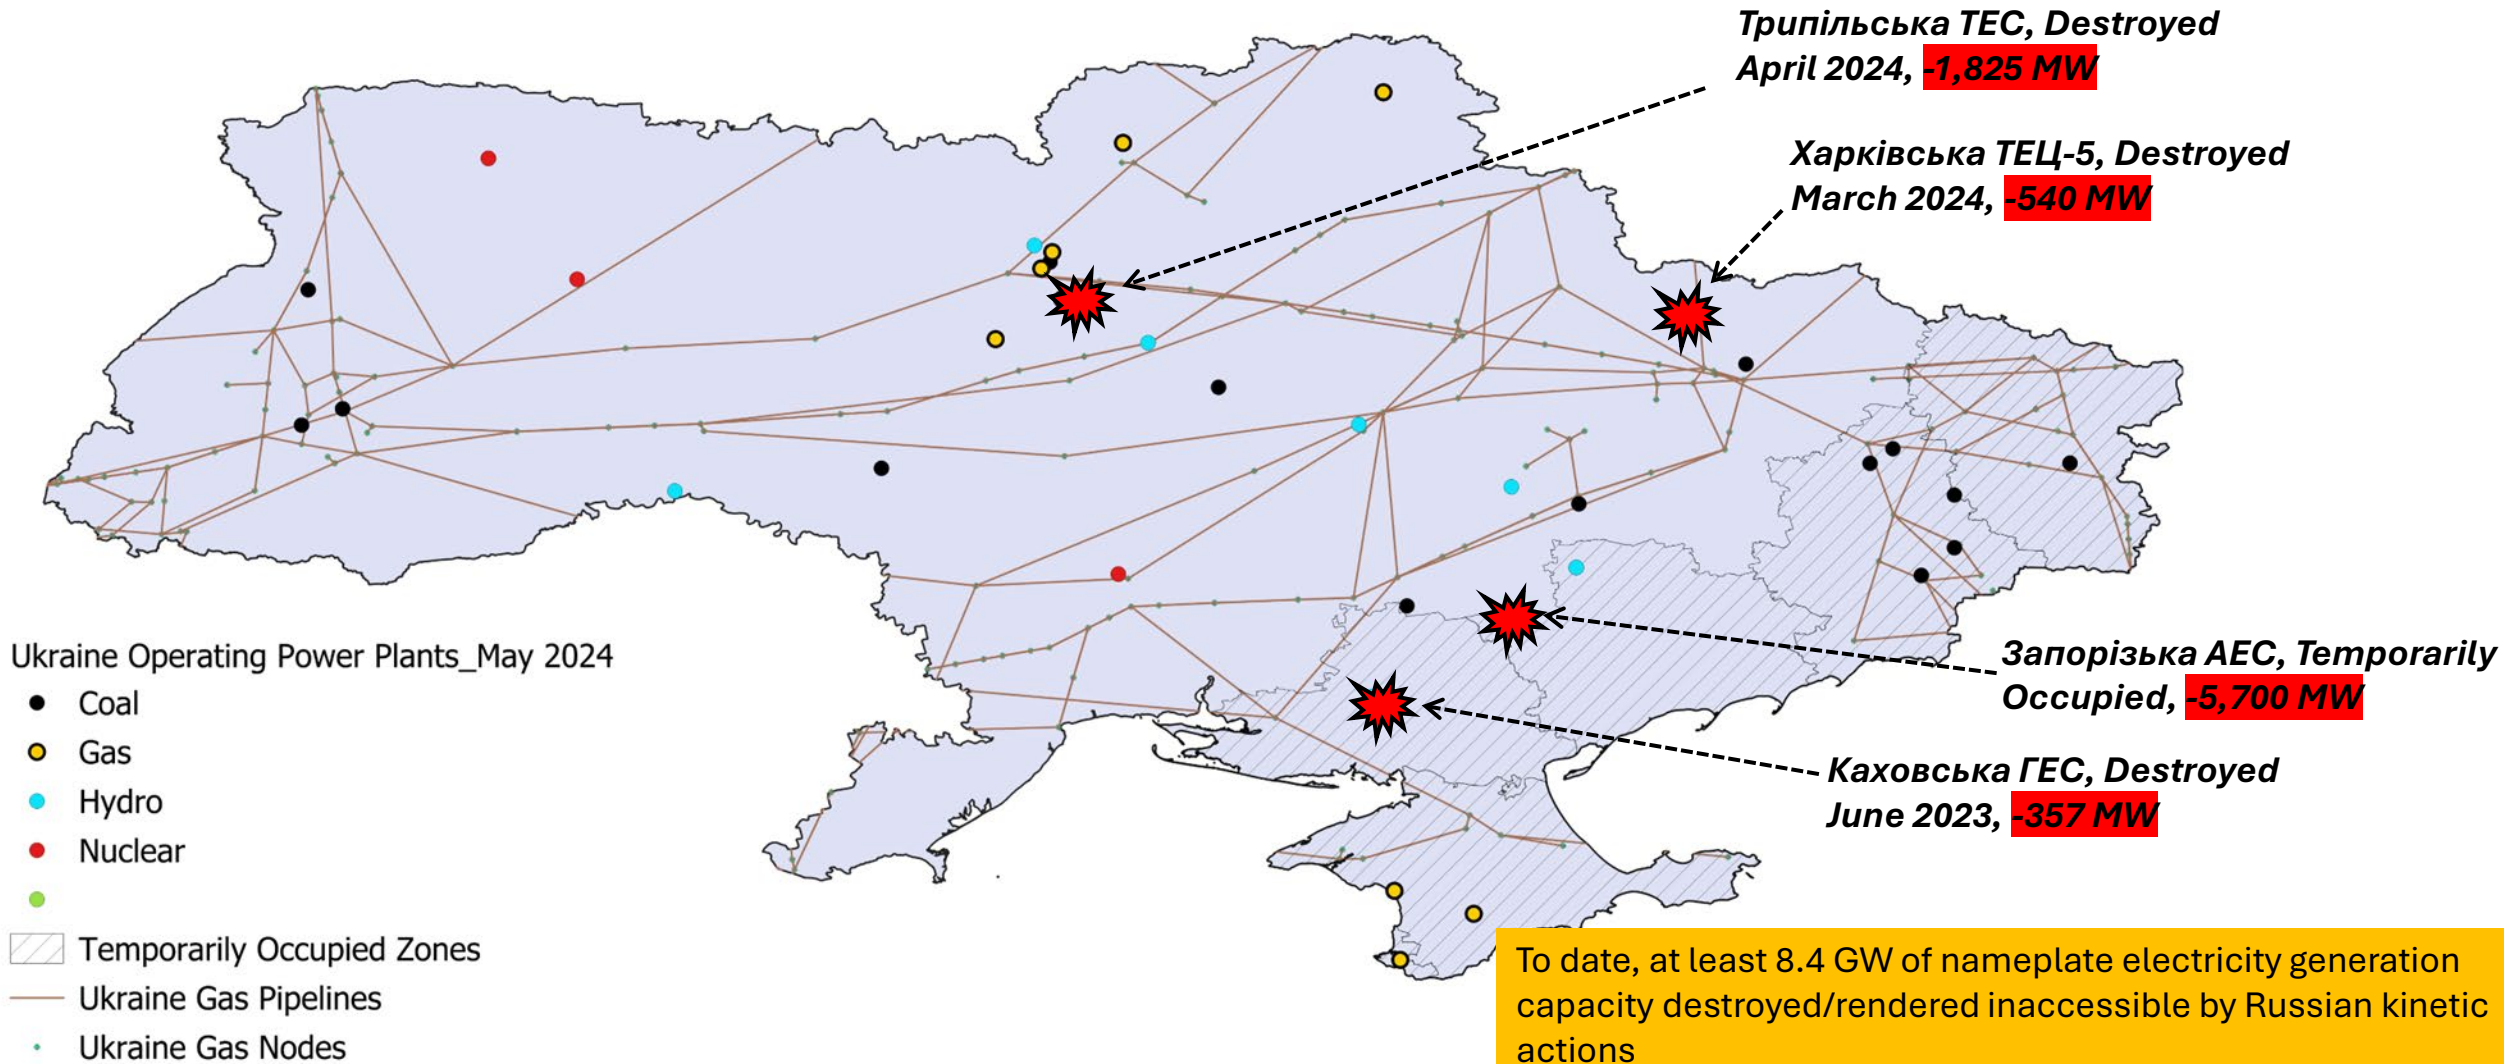 Трипільська ТЕС, Destroyed
April 2024, -1,825 MW
Харківська ТЕЦ-5, Destroyed
March 2024, -540 MW
Запорізька АЕС, Temporarily
Occupied, -5,700 MW
Каховська ГЕС, Destroyed
June 2023, -357 MW
Ukraine Operating Power Plants_May 2024
Coal
Gas
Hydro
Nuclear
Temporarily Occupied Zones
Ukraine Gas Pipelines
Ukraine Gas Nodes
To date, at least 8.4 GW of nameplate electricity generation
capacity destroyed/rendered inaccessible by Russian kinetic
actions